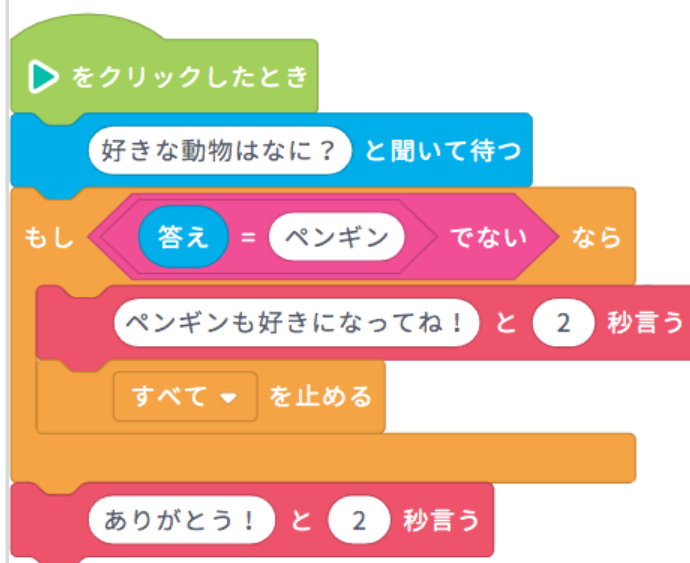 をクリックしたとき
好きな動物はなに？ と聞いて待つ
もし 答え = ペンギン でない なら
ペンギンも好きになってね！ と 2 秒言う
すべて を止める
ありがとう！ と 2 秒言う